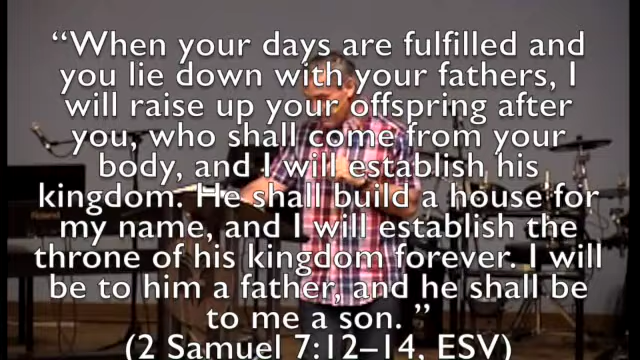 “When your days are fulfilled and
you lie down with your fathers, I
will raise up your offspring after
you, who shall come from your
body, and I will establish his
kingdom. He shall build a house for
my name, and I will establish the
throne of his kingdom forever. I will
be to him a father, and he shall be
to me a son. ”
(2 Samuel 7:12–14, ESV)
Roland